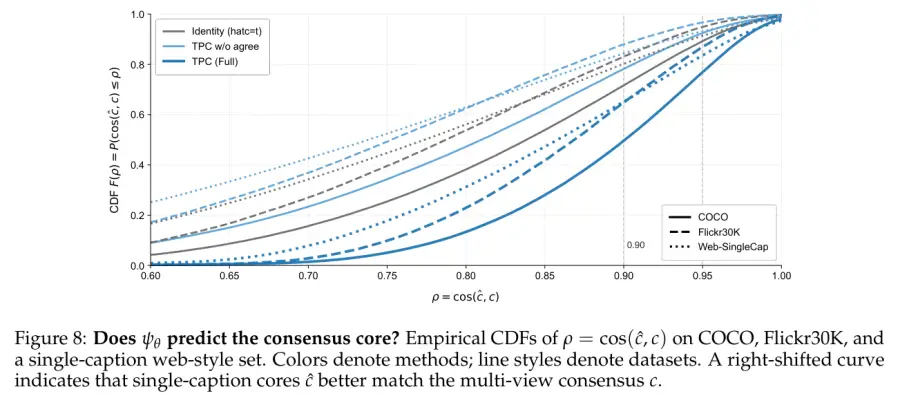 1.0
0.8
0.6
0.4
0.2
0.0
CDF F(ρ) = P(cos(ĉ, c) ≤ ρ)
Identity (hatc=t)
TPC w/o agree
TPC (Full)
COCO
Flickr30K
Web-SingleCap
0.90
0.95
0.60 0.65 0.70 0.75 0.80 0.85 0.90 0.95 1.00
ρ = cos(ĉ, c)
Figure 8: Does ψθ predict the consensus core? Empirical CDFs of ρ = cos(ĉ, c) on COCO, Flickr30K, and
a single-caption web-style set. Colors denote methods; line styles denote datasets. A right-shifted curve
indicates that single-caption cores ĉ better match the multi-view consensus c.